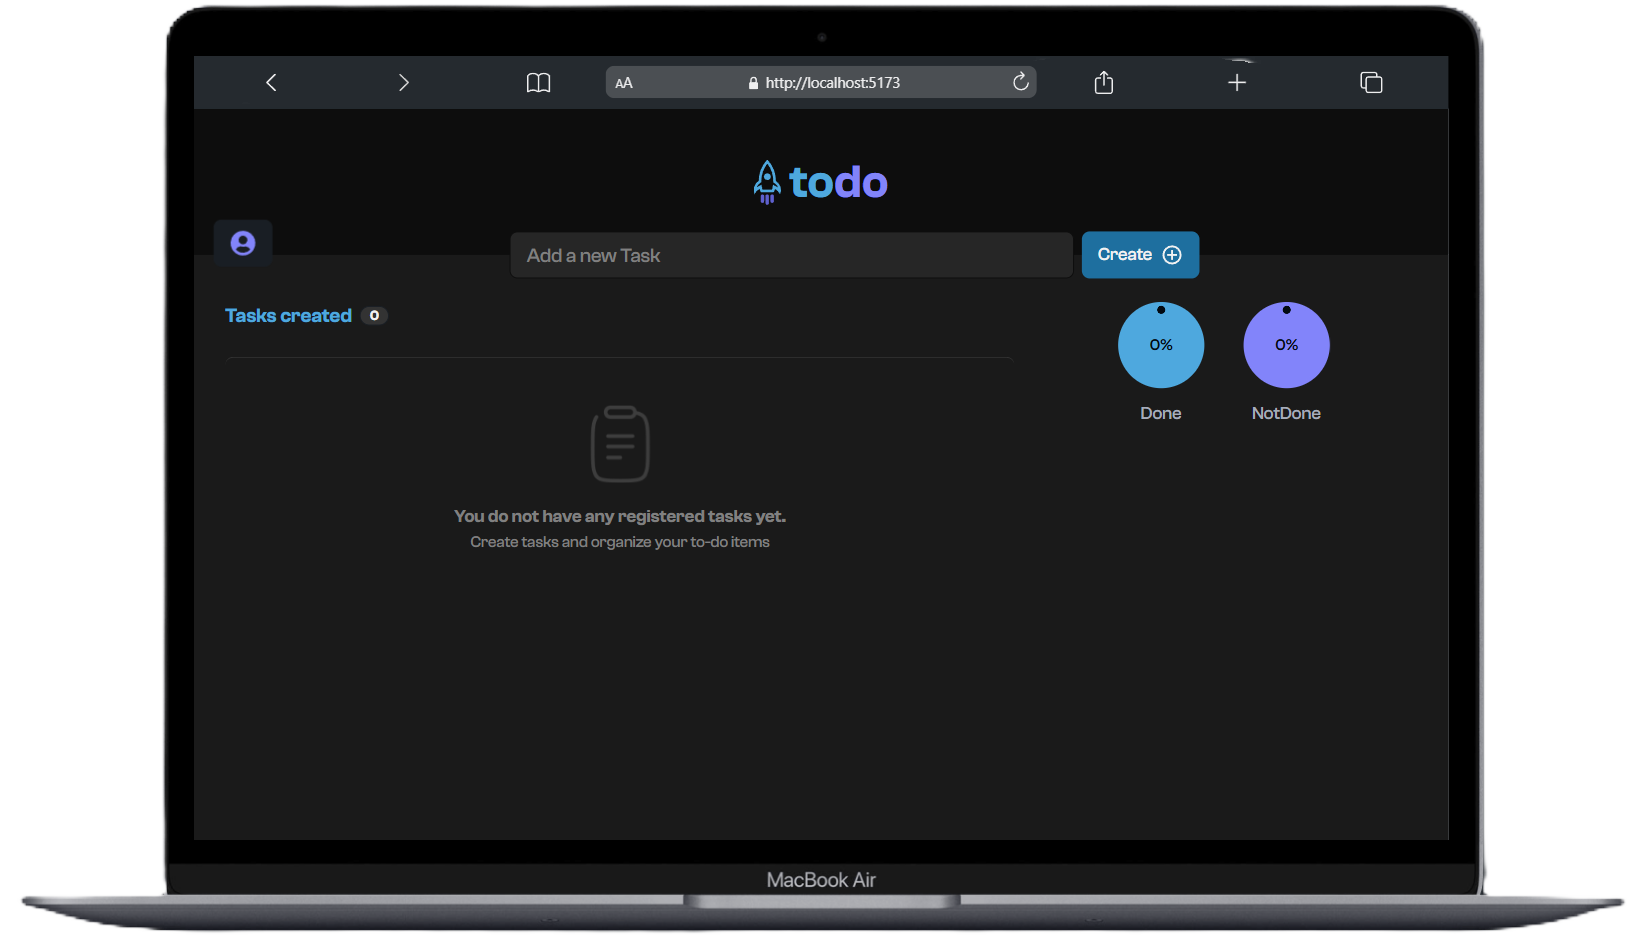 AA http://localhost:5173
todo
Add a new Task
Create
Tasks created 0
0%
0%
Done
NotDone
You do not have any registered tasks yet.
Create tasks and organize your to-do items
MacBook Air